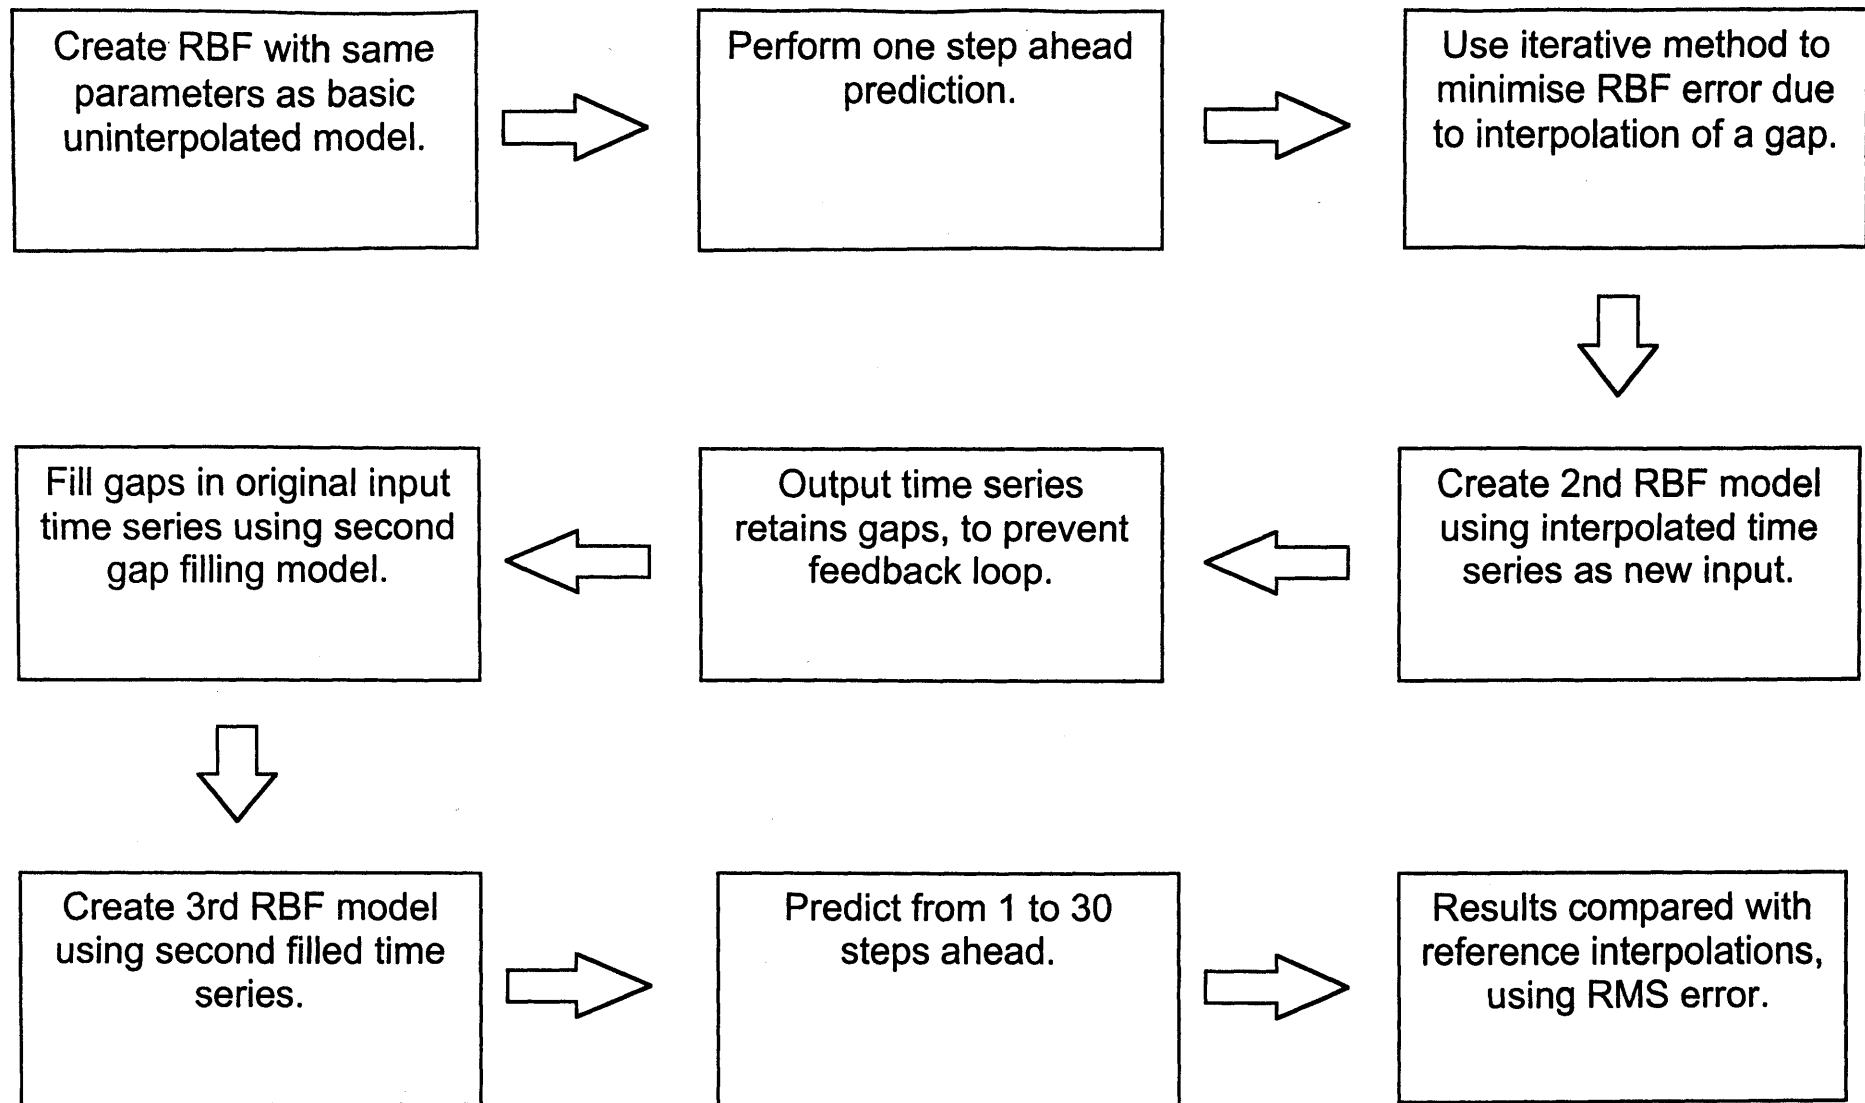 Create RBF with same
parameters as basic
uninterpolated model.
Perform one step ahead
prediction.
Use iterative method to
minimise RBF error due
to interpolation of a gap.
Create 2nd RBF model
using interpolated time
series as new input.
Output time series
retains gaps, to prevent
feedback loop.
Fill gaps in original input
time series using second
gap filling model.
Create 3rd RBF model
using second filled time
series.
Predict from 1 to 30
steps ahead.
Results compared with
reference interpolations,
using RMS error.